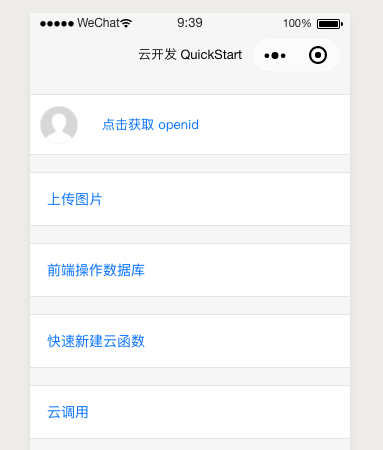 WeChat 9:39 100%
云开发 QuickStart
点击获取 openid
上传图片
前端操作数据库
快速新建云函数
云调用